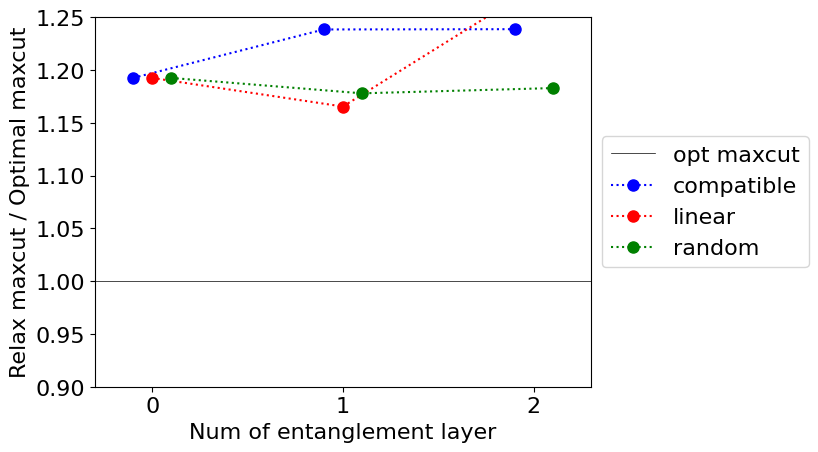 Relax maxcut / Optimal maxcut
1.25
1.20
1.15
1.10
1.05
1.00
0.95
0.90
0 1 2
Num of entanglement layer
opt maxcut
compatible
linear
random